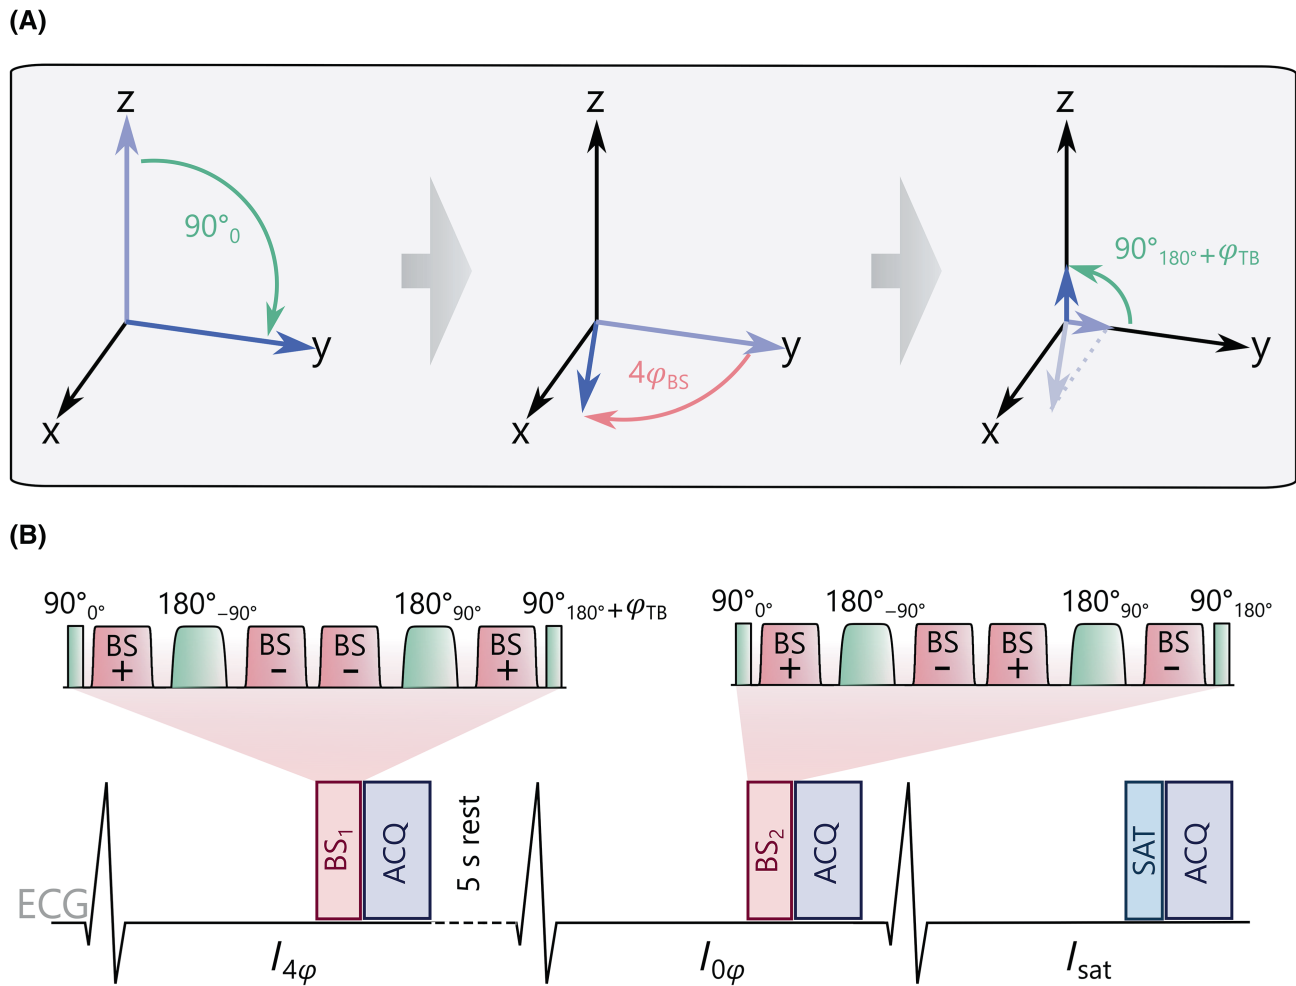 (A)
z z z
90°0 4φBS 90°180°+φTB
y y y
x x x
(B)
90°0° 180°−90° 180°90° 90°180°+φTB 90°0° 180°−90° 180°90° 90°180°
BS BS BS BS BS BS BS BS
+ − − + + − + −
BS1 ACQ 5 s rest BS2 ACQ SAT ACQ
ECG
I4φ I0φ Isat